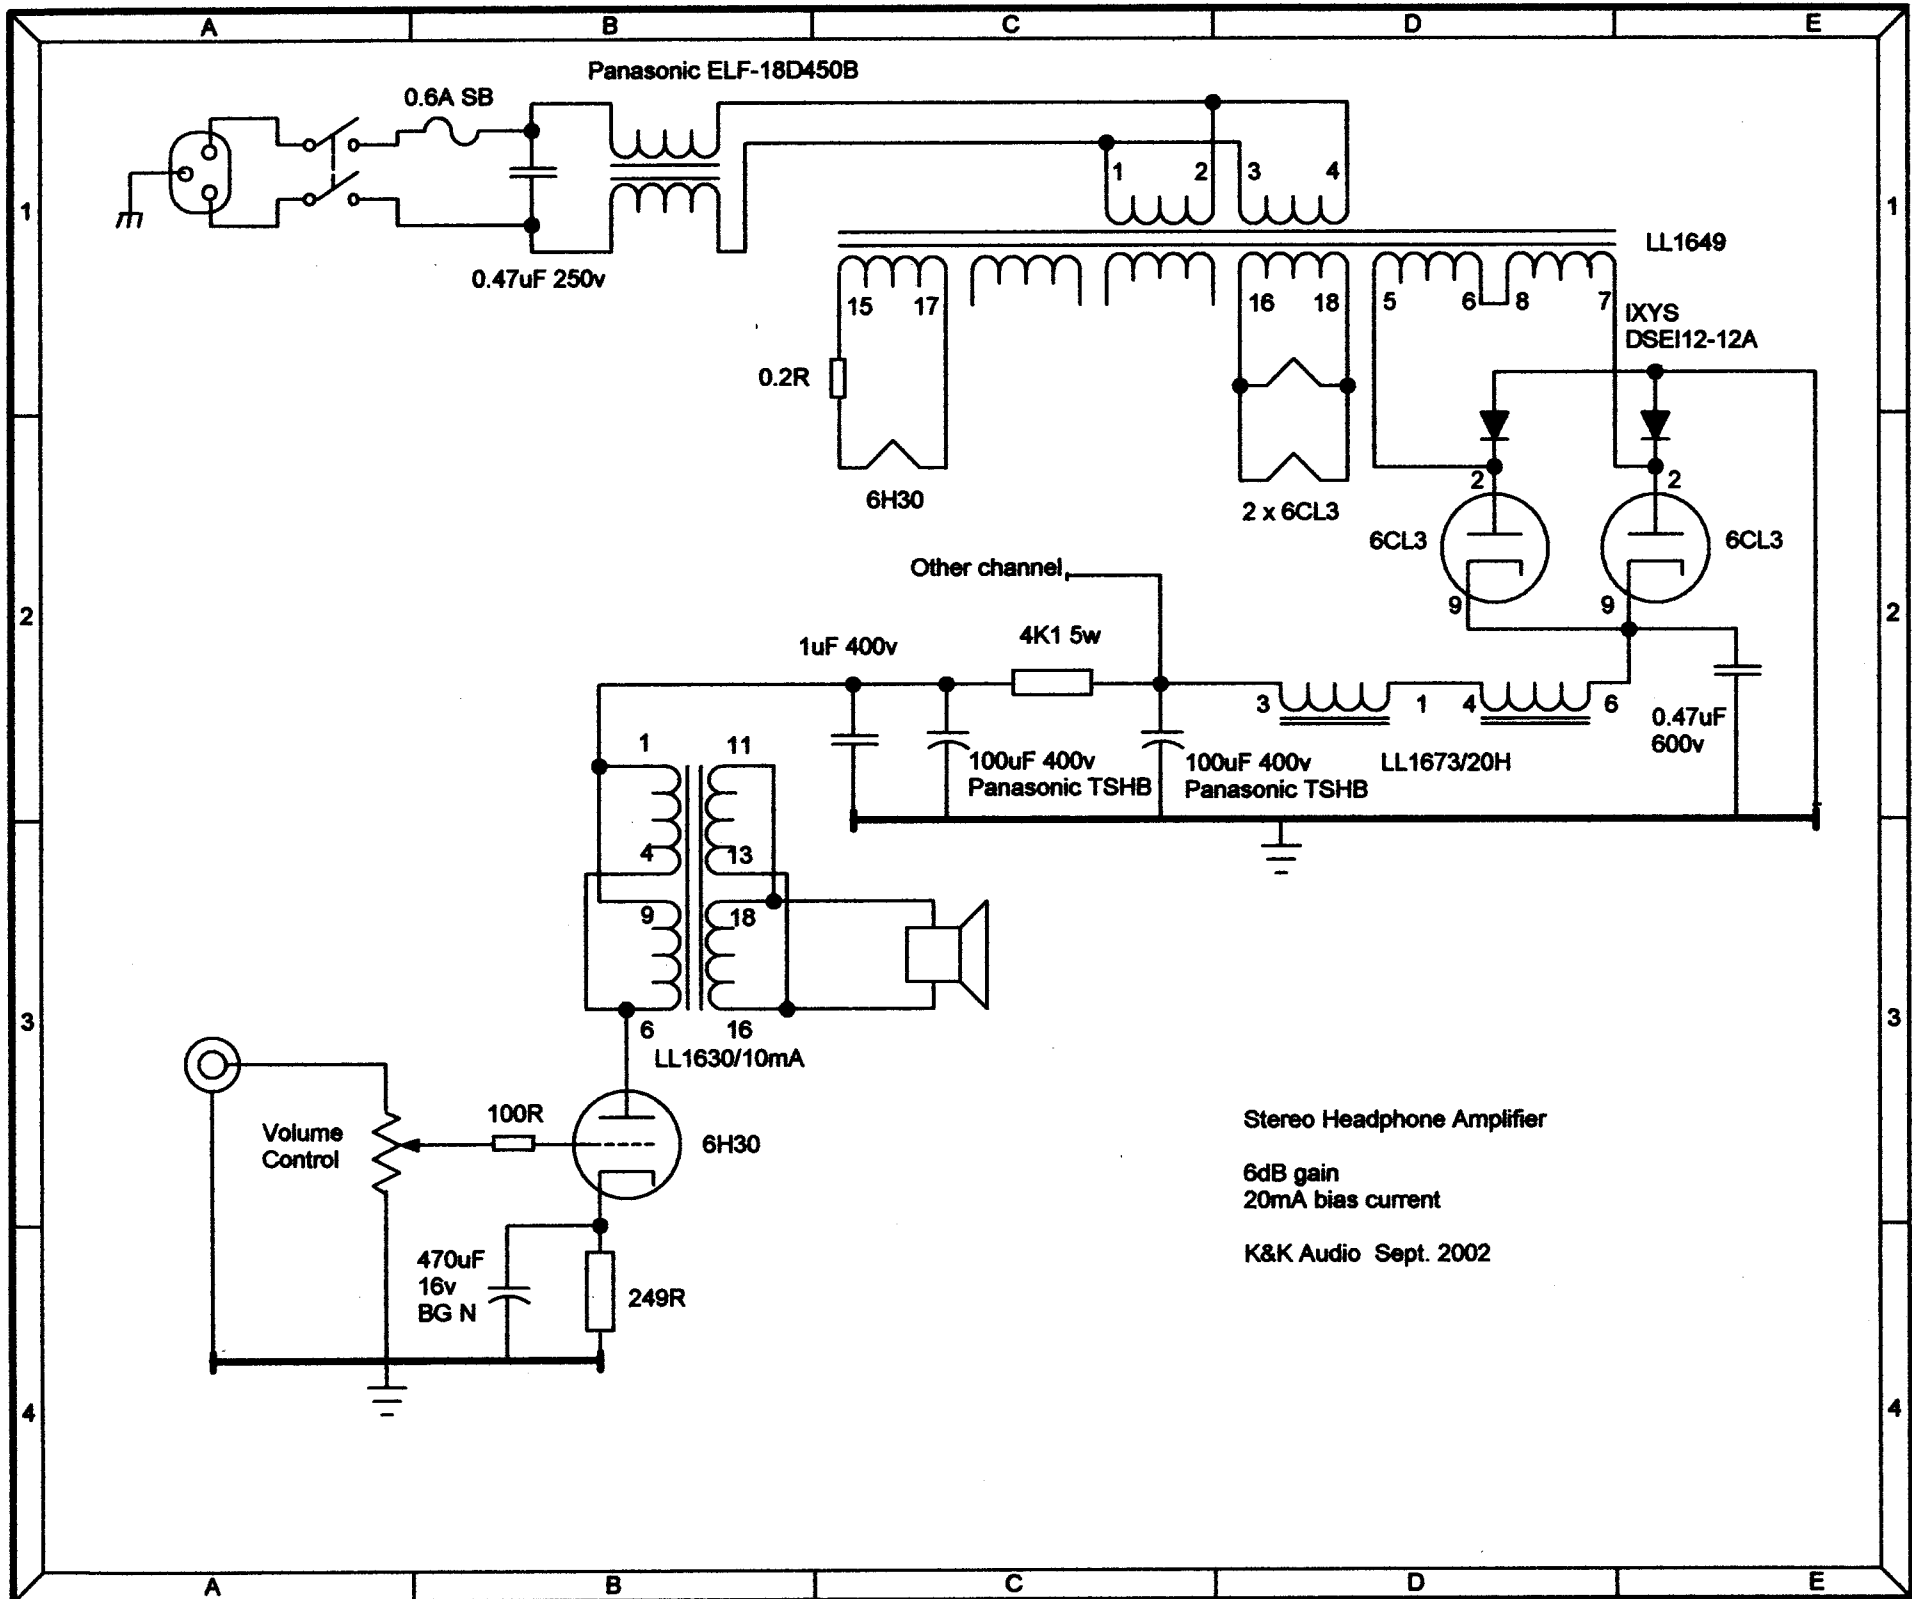 A B C D E
Panasonic ELF-18D450B
0.6A SB
1 2 3 4
1 1
LL1649
0.47uF 250v
15 17 16 18 5 6 8 7
IXYS
DSEI12-12A
0.2R
2 2
6H30
2 x 6CL3
6CL3 6CL3
Other channel
9 9
2 2
4K1 5w
1uF 400v
3 1 4 6
0.47uF
600v
1 11
100uF 400v
Panasonic TSHB
100uF 400v
Panasonic TSHB
LL1673/20H
4 13
9 18
3 3
6 16
LL1630/10mA
100R
Volume
Control
6H30
Stereo Headphone Amplifier
6dB gain
20mA bias current
K&K Audio Sept. 2002
470uF
16v
BG N
249R
4 4
A B C D E